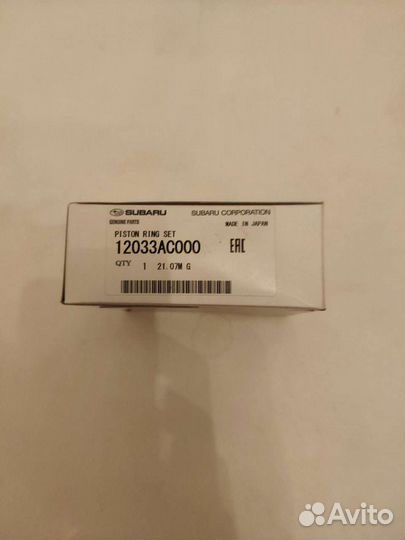 SUBARU SUBARU CORPORATION
GENUINE PARTS MADE IN JAPAN
PISTON RING SET
12033AC000 EAC
QTY 1 21.07M G
Avito